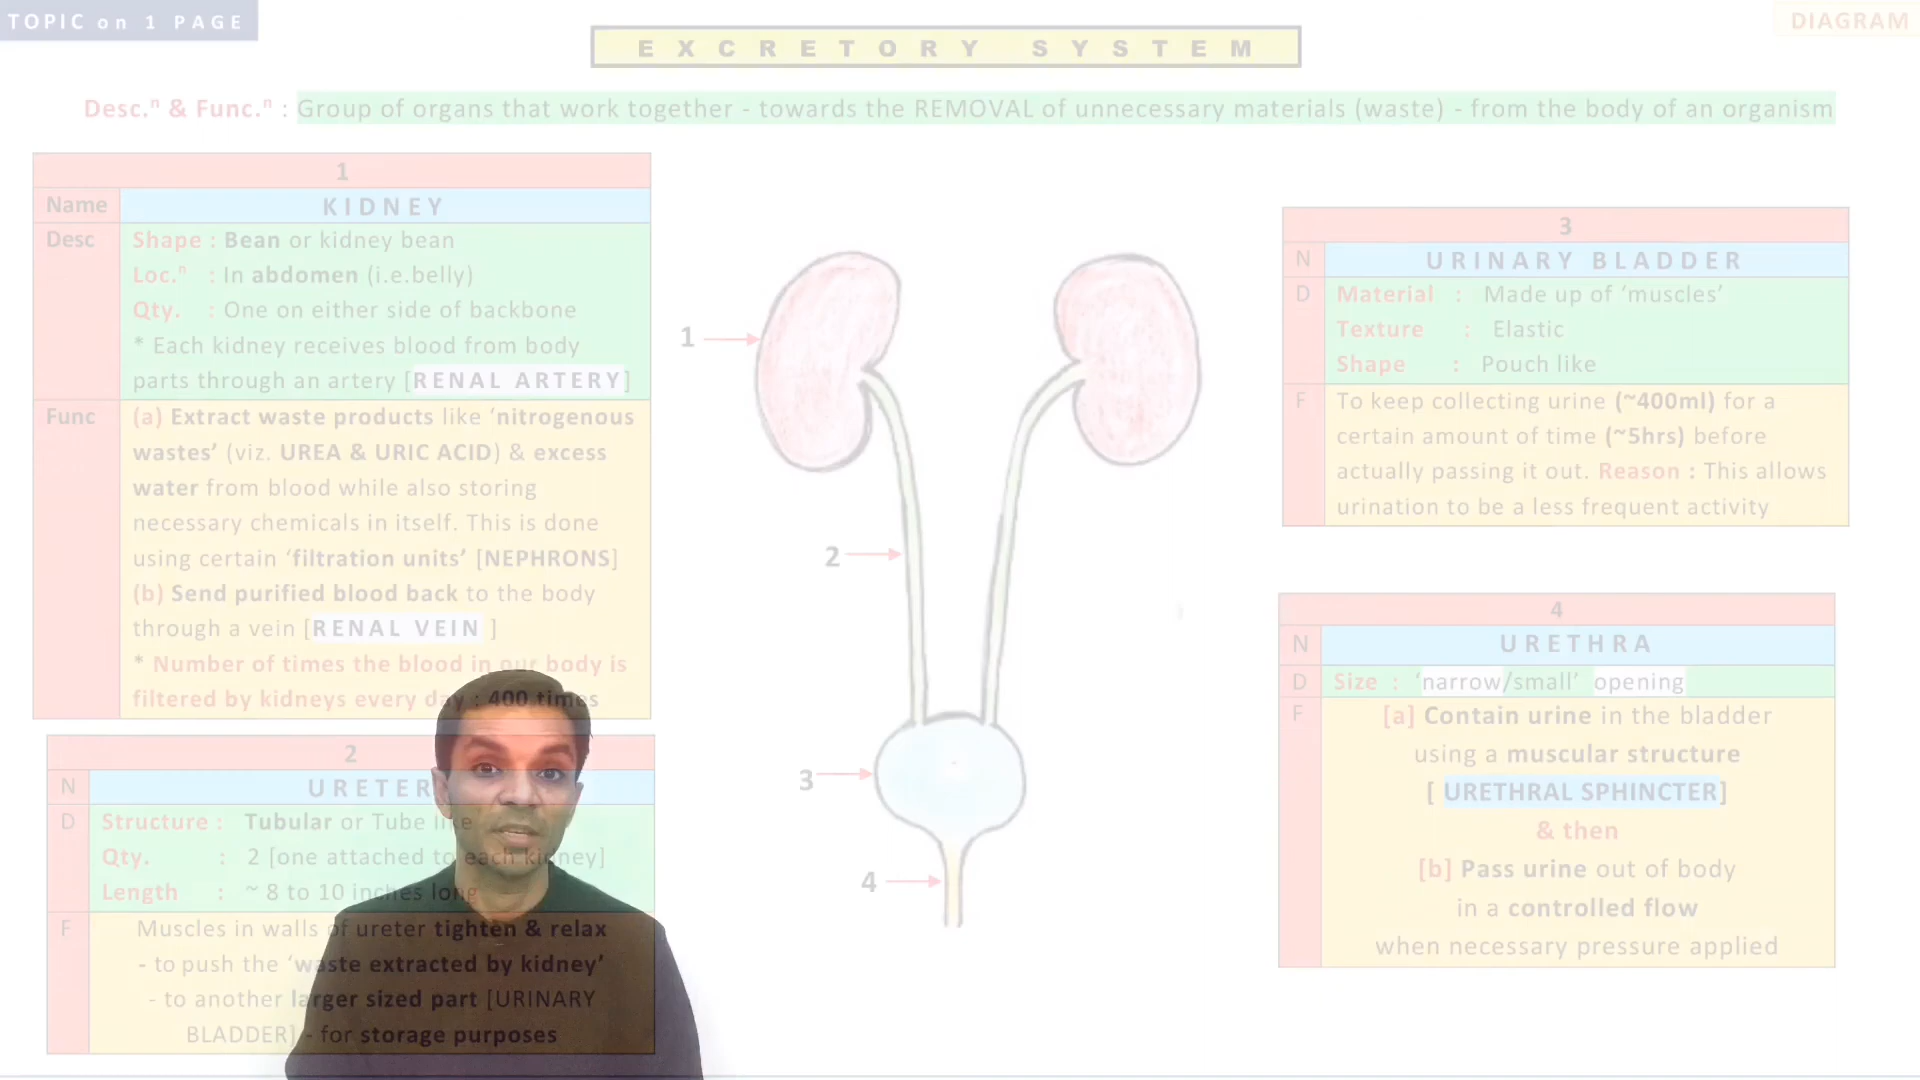 TOPIC on 1 PAGE
EXCRETORY SYSTEM
DIAGRAM
Desc.ⁿ & Func.ⁿ : Group of organs that work together - towards the REMOVAL of unnecessary materials (waste) - from the body of an organism
1
Name KIDNEY
Desc Shape : Bean or kidney bean
Loc.ⁿ : In abdomen (i.e.belly)
Qty. : One on either side of backbone
* Each kidney receives blood from body
parts through an artery [RENAL ARTERY]
Func (a) Extract waste products like ‘nitrogenous
wastes’ (viz. UREA & URIC ACID) & excess
water from blood while also storing
necessary chemicals in itself. This is done
using certain ‘filtration units’ [NEPHRONS]
(b) Send purified blood back to the body
through a vein [RENAL VEIN ]
* Number of times the blood in our body is
filtered by kidneys every day : 400 times
2
N URETER
D Structure : Tubular or Tube like
Qty. : 2 [one attached to each kidney]
Length : ~ 8 to 10 inches long
F Muscles in walls of ureter tighten & relax
- to push the ‘waste extracted by kidney’
- to another larger sized part [URINARY
BLADDER] - for storage purposes
1
2
3
4
3
N URINARY BLADDER
D Material : Made up of ‘muscles’
Texture : Elastic
Shape : Pouch like
F To keep collecting urine (~400ml) for a
certain amount of time (~5hrs) before
actually passing it out. Reason : This allows
urination to be a less frequent activity
4
N URETHRA
D Size : ‘narrow/small’ opening
F [a] Contain urine in the bladder
using a muscular structure
[ URETHRAL SPHINCTER]
& then
[b] Pass urine out of body
in a controlled flow
when necessary pressure applied